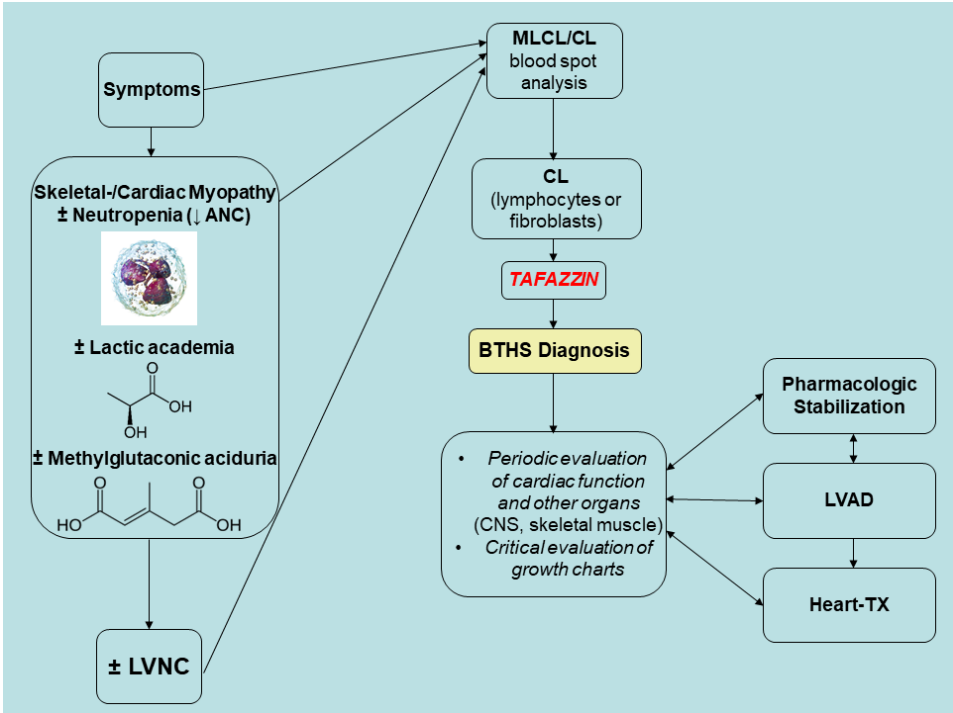 Symptoms
Skeletal-/Cardiac Myopathy
± Neutropenia (↓ ANC)
± Lactic academia
O
OH
OH
± Methylglutaconic aciduria
O
O
HO
OH
± LVNC
MLCL/CL
blood spot
analysis
CL
(lymphocytes or
fibroblasts)
TAFAZZIN
BTHS Diagnosis
• Periodic evaluation
of cardiac function
and other organs
(CNS, skeletal muscle)
• Critical evaluation of
growth charts
Pharmacologic
Stabilization
LVAD
Heart-TX